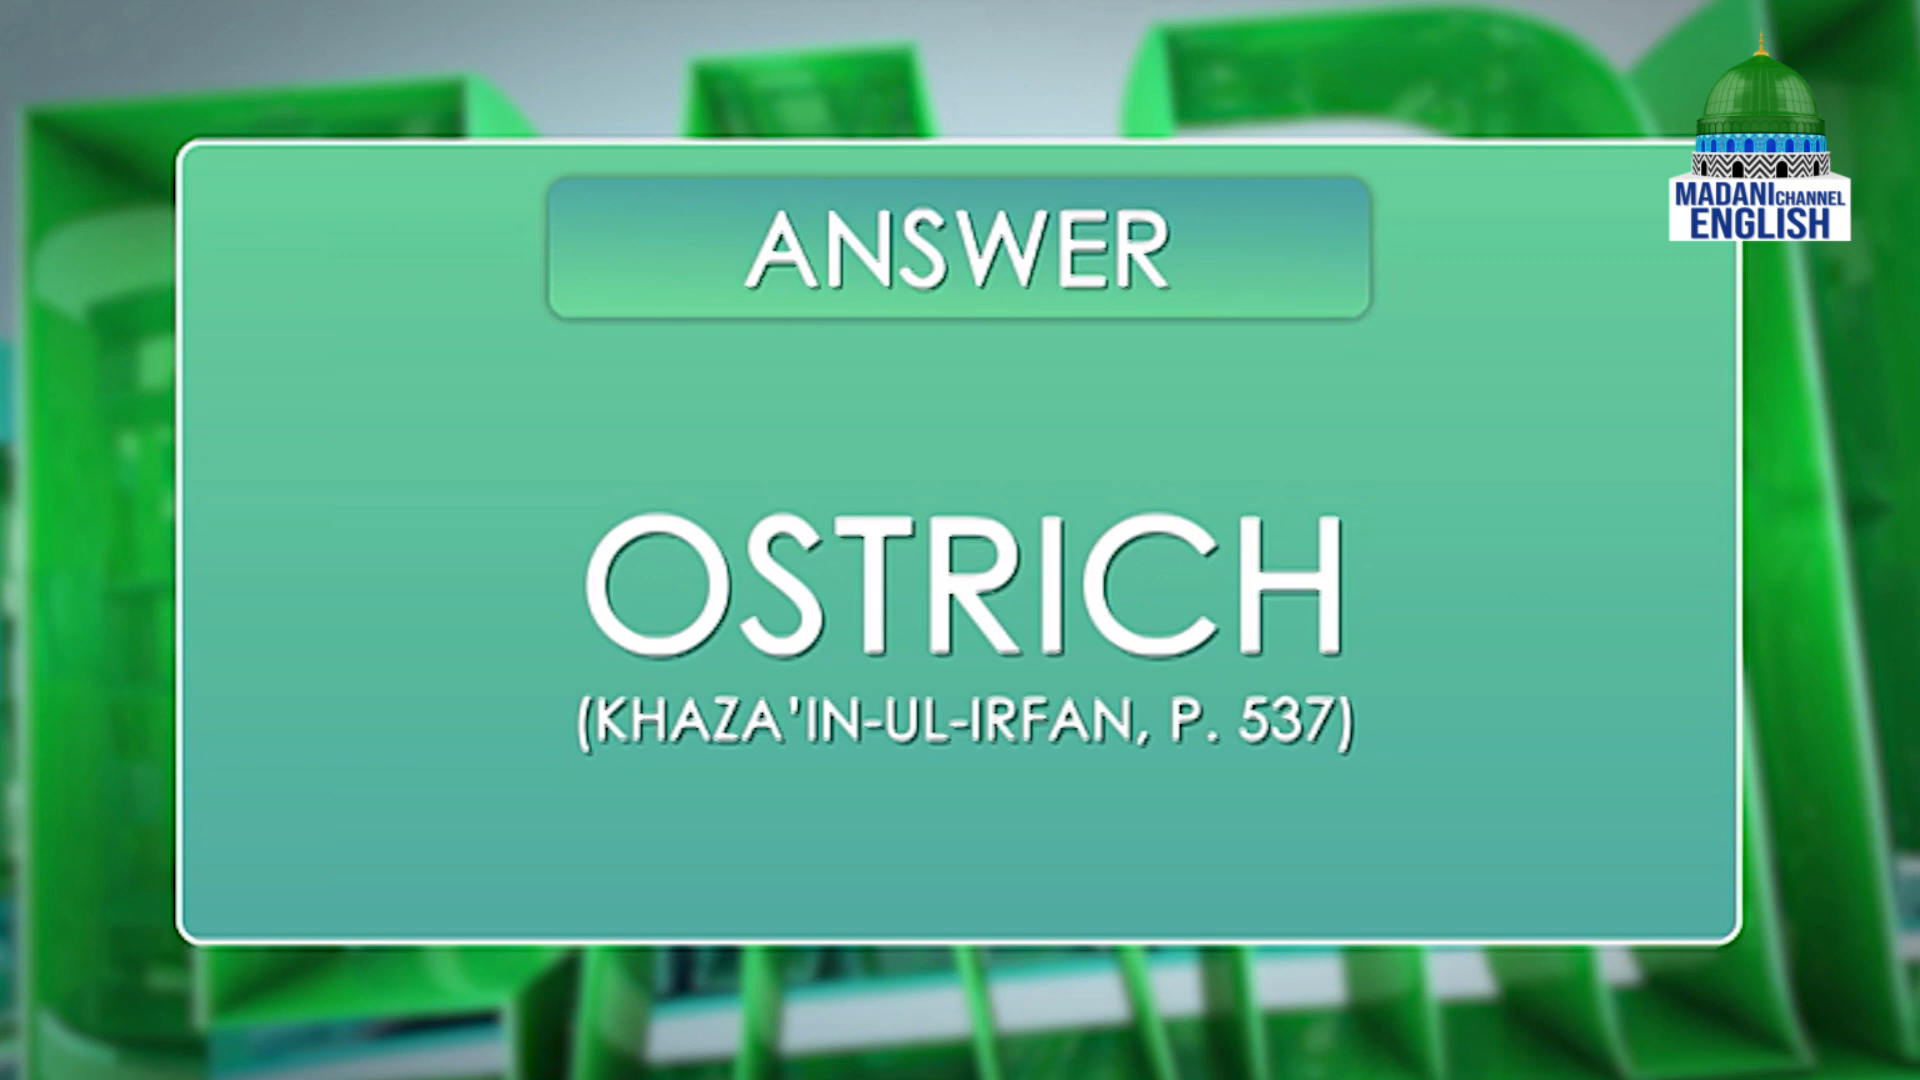 MADANI CHANNEL
ENGLISH
ANSWER
OSTRICH
(KHAZA'IN-UL-IRFAN, P. 537)